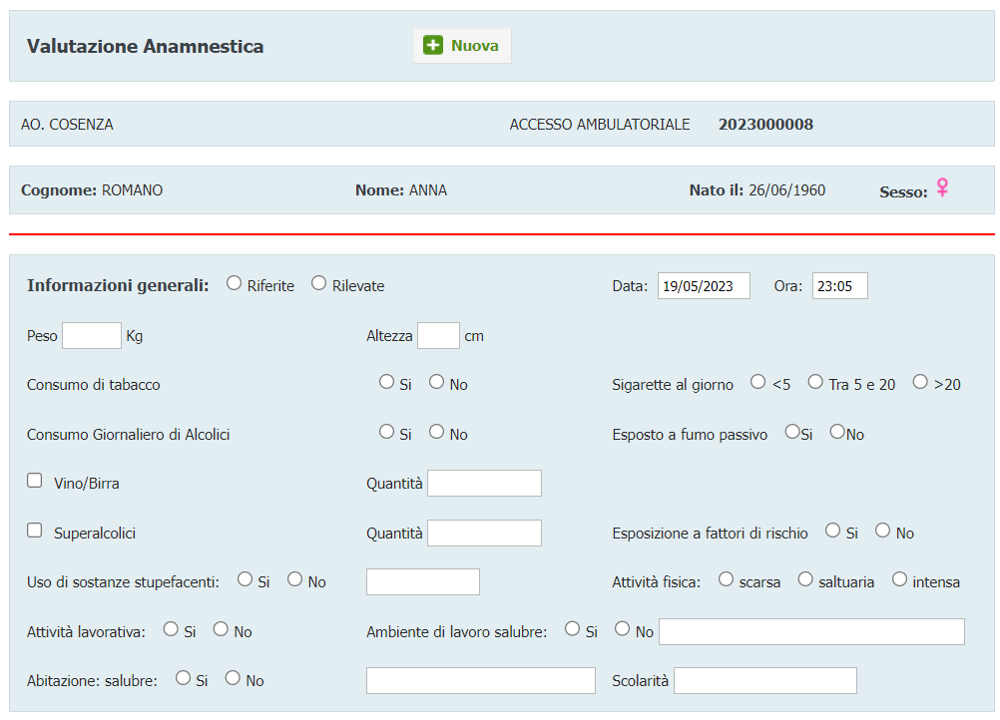 Valutazione Anamnestica Nuova
AO. COSENZA ACCESSO AMBULATORIALE 2023000008
Cognome: ROMANO Nome: ANNA Nato il: 26/06/1960 Sesso:
Informazioni generali: Riferite Rilevate Data: 19/05/2023 Ora: 23:05
Peso Kg Altezza cm
Consumo di tabacco Si No Sigarette al giorno <5 Tra 5 e 20 >20
Consumo Giornaliero di Alcolici Si No Esposto a fumo passivo Si No
Vino/Birra Quantità
Superalcolici Quantità Esposizione a fattori di rischio Si No
Uso di sostanze stupefacenti: Si No Attività fisica: scarsa saltuaria intensa
Attività lavorativa: Si No Ambiente di lavoro salubre: Si No
Abitazione: salubre: Si No Scolarità